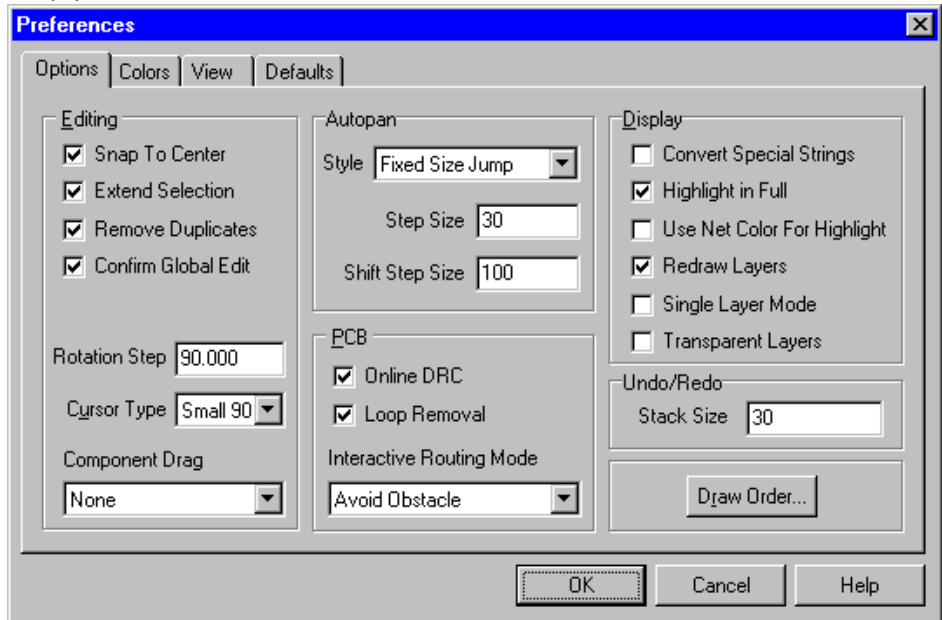 Preferences
Options Colors View Defaults
Editing
Snap To Center
Extend Selection
Remove Duplicates
Confirm Global Edit
Rotation Step 90.000
Cursor Type Small 90
Component Drag
None
Autopan
Style Fixed Size Jump
Step Size 30
Shift Step Size 100
PCB
Online DRC
Loop Removal
Interactive Routing Mode
Avoid Obstacle
Display
Convert Special Strings
Highlight in Full
Use Net Color For Highlight
Redraw Layers
Single Layer Mode
Transparent Layers
Undo/Redo
Stack Size 30
Draw Order...
OK Cancel Help